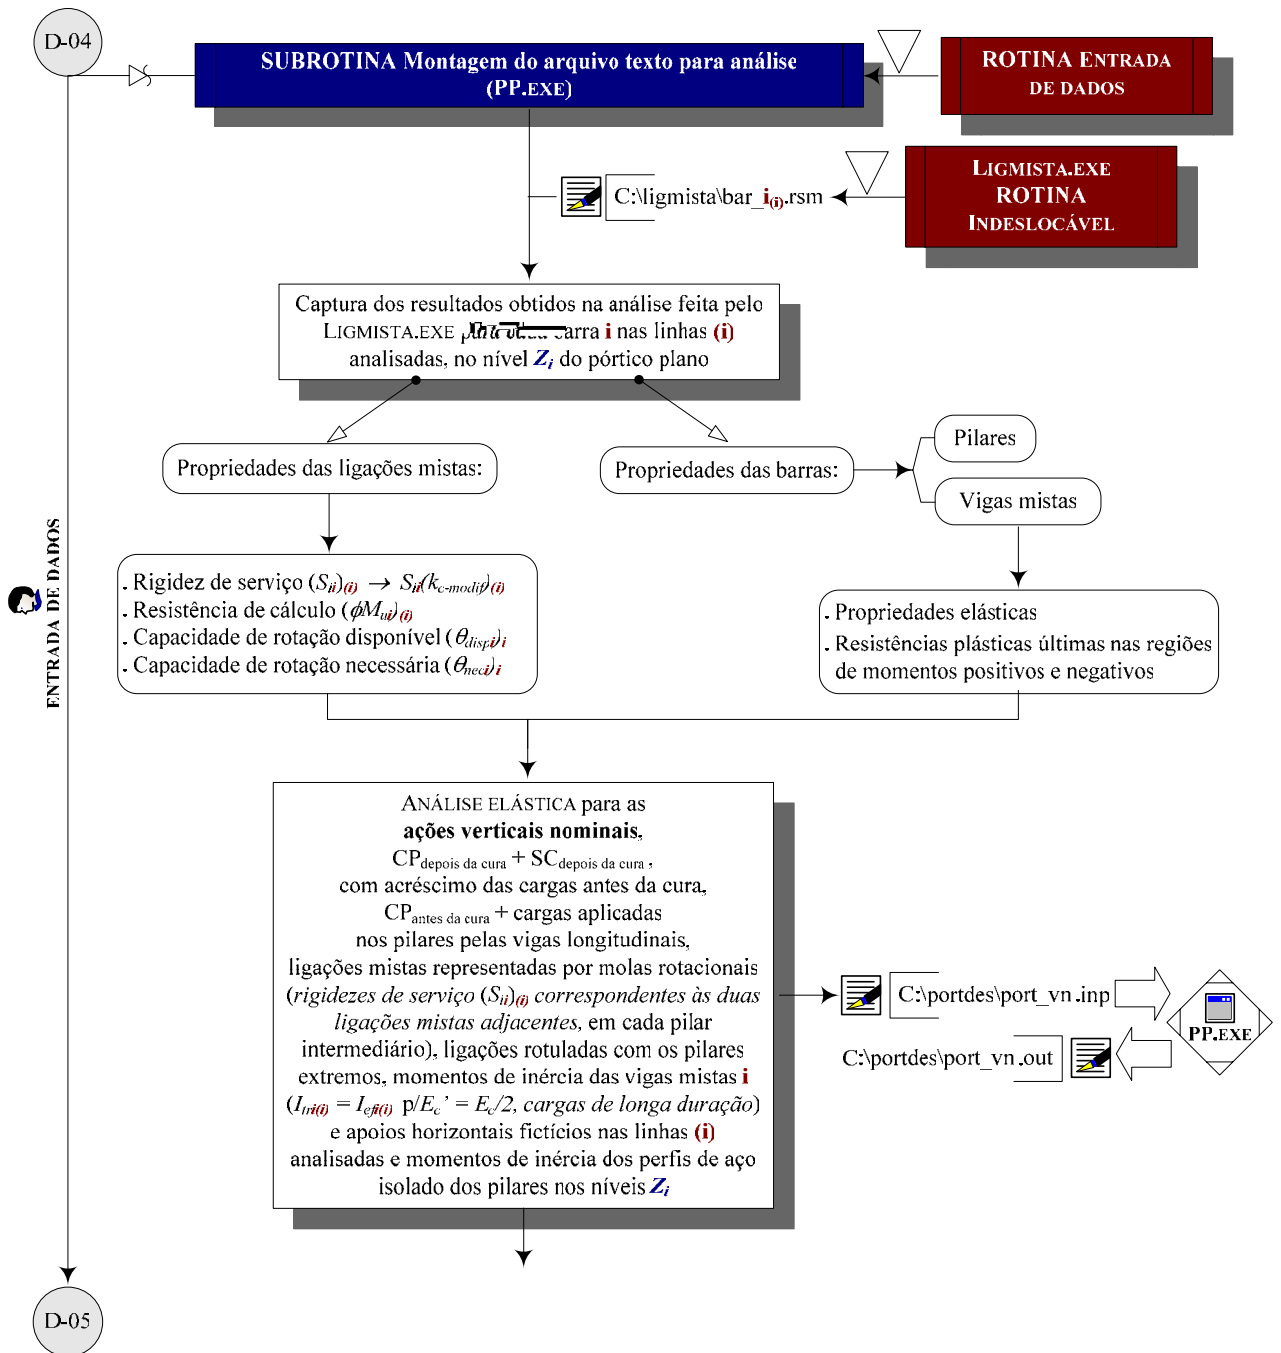 D-04
SUBROTINA Montagem do arquivo texto para análise
(PP.EXE)
ROTINA ENTRADA
DE DADOS
LIGMISTA.EXE
ROTINA
INDESLOCÁVEL
C:\ligmista\bar_i(i).rsm
Captura dos resultados obtidos na análise feita pelo
LIGMISTA.EXE i nas linhas (i)
analisadas, no nível Zi do pórtico plano
Propriedades das ligações mistas:
Propriedades das barras:
Pilares
Vigas mistas
. Rigidez de serviço (Sii)(i) → Sii(kc-modif)(i)
. Resistência de cálculo (ϕMui)(i)
. Capacidade de rotação disponível (θdispi)i
. Capacidade de rotação necessária (θneci)i
. Propriedades elásticas
. Resistências plásticas últimas nas regiões
de momentos positivos e negativos
ENTRADA DE DADOS
ANÁLISE ELÁSTICA para as
ações verticais nominais,
CPdepois da cura + SCdepois da cura ,
com acréscimo das cargas antes da cura,
CPantes da cura + cargas aplicadas
nos pilares pelas vigas longitudinais,
ligações mistas representadas por molas rotacionais
(rigidezes de serviço (Sii)(i) correspondentes às duas
ligações mistas adjacentes, em cada pilar
intermediário), ligações rotuladas com os pilares
extremos, momentos de inércia das vigas mistas i
(Itri(i) = Iefi(i) p/Ec' = Ec/2, cargas de longa duração)
e apoios horizontais fictícios nas linhas (i)
analisadas e momentos de inércia dos perfis de aço
isolado dos pilares nos níveis Zi
C:\portdes\port_vn.inp
C:\portdes\port_vn.out
PP.EXE
D-05